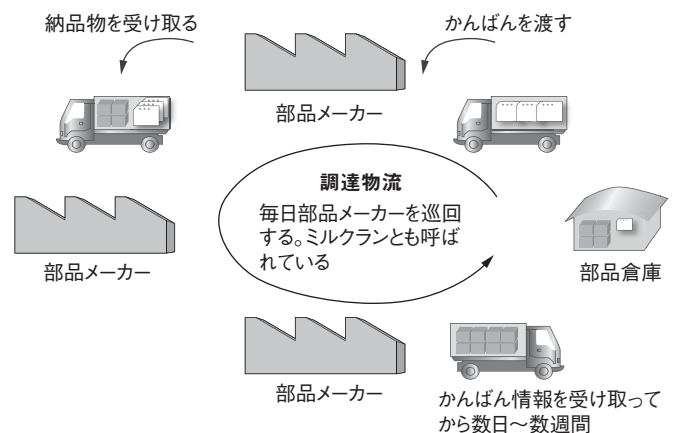 納品物を受け取る
かんばんを渡す
部品メーカー
調達物流
毎日部品メーカーを巡回
する。ミルクランとも呼ば
れている
部品メーカー
部品倉庫
部品メーカー
かんばん情報を受け取って
から数日～数週間